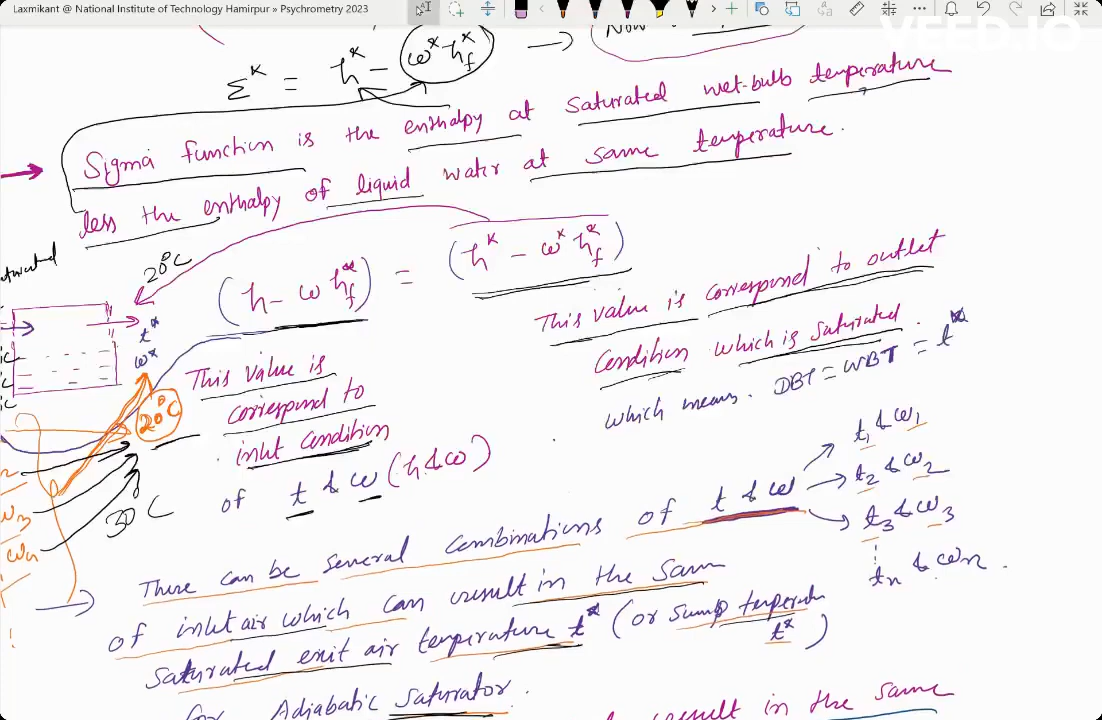 Laxmikant @ National Institute of Technology Hamirpur » Psychrometry 2023
VEED.IO
Σ* = h* - ω* h*f →
Sigma function is the enthalpy at saturated wet-bulb temperature
less the enthalpy of liquid water at same temperature.
20°C
(h - ω h*f) = (h* - ω* h*f)
t*
ω*
20°C
30°C
This value is
correspond to
inlet condition
of t & ω (h & ω)
This value is correspond to outlet
Condition which is saturated.
which means. DBT = WBT = t*
There can be several combinations of t & ω
t1 & ω1
t2 & ω2
t3 & ω3
tn & ωn.
of inlet air which can result in the same
saturated exit air temperature t* (or sump
t*)
for Adiabatic saturator.
result in the same
ω3
ωn